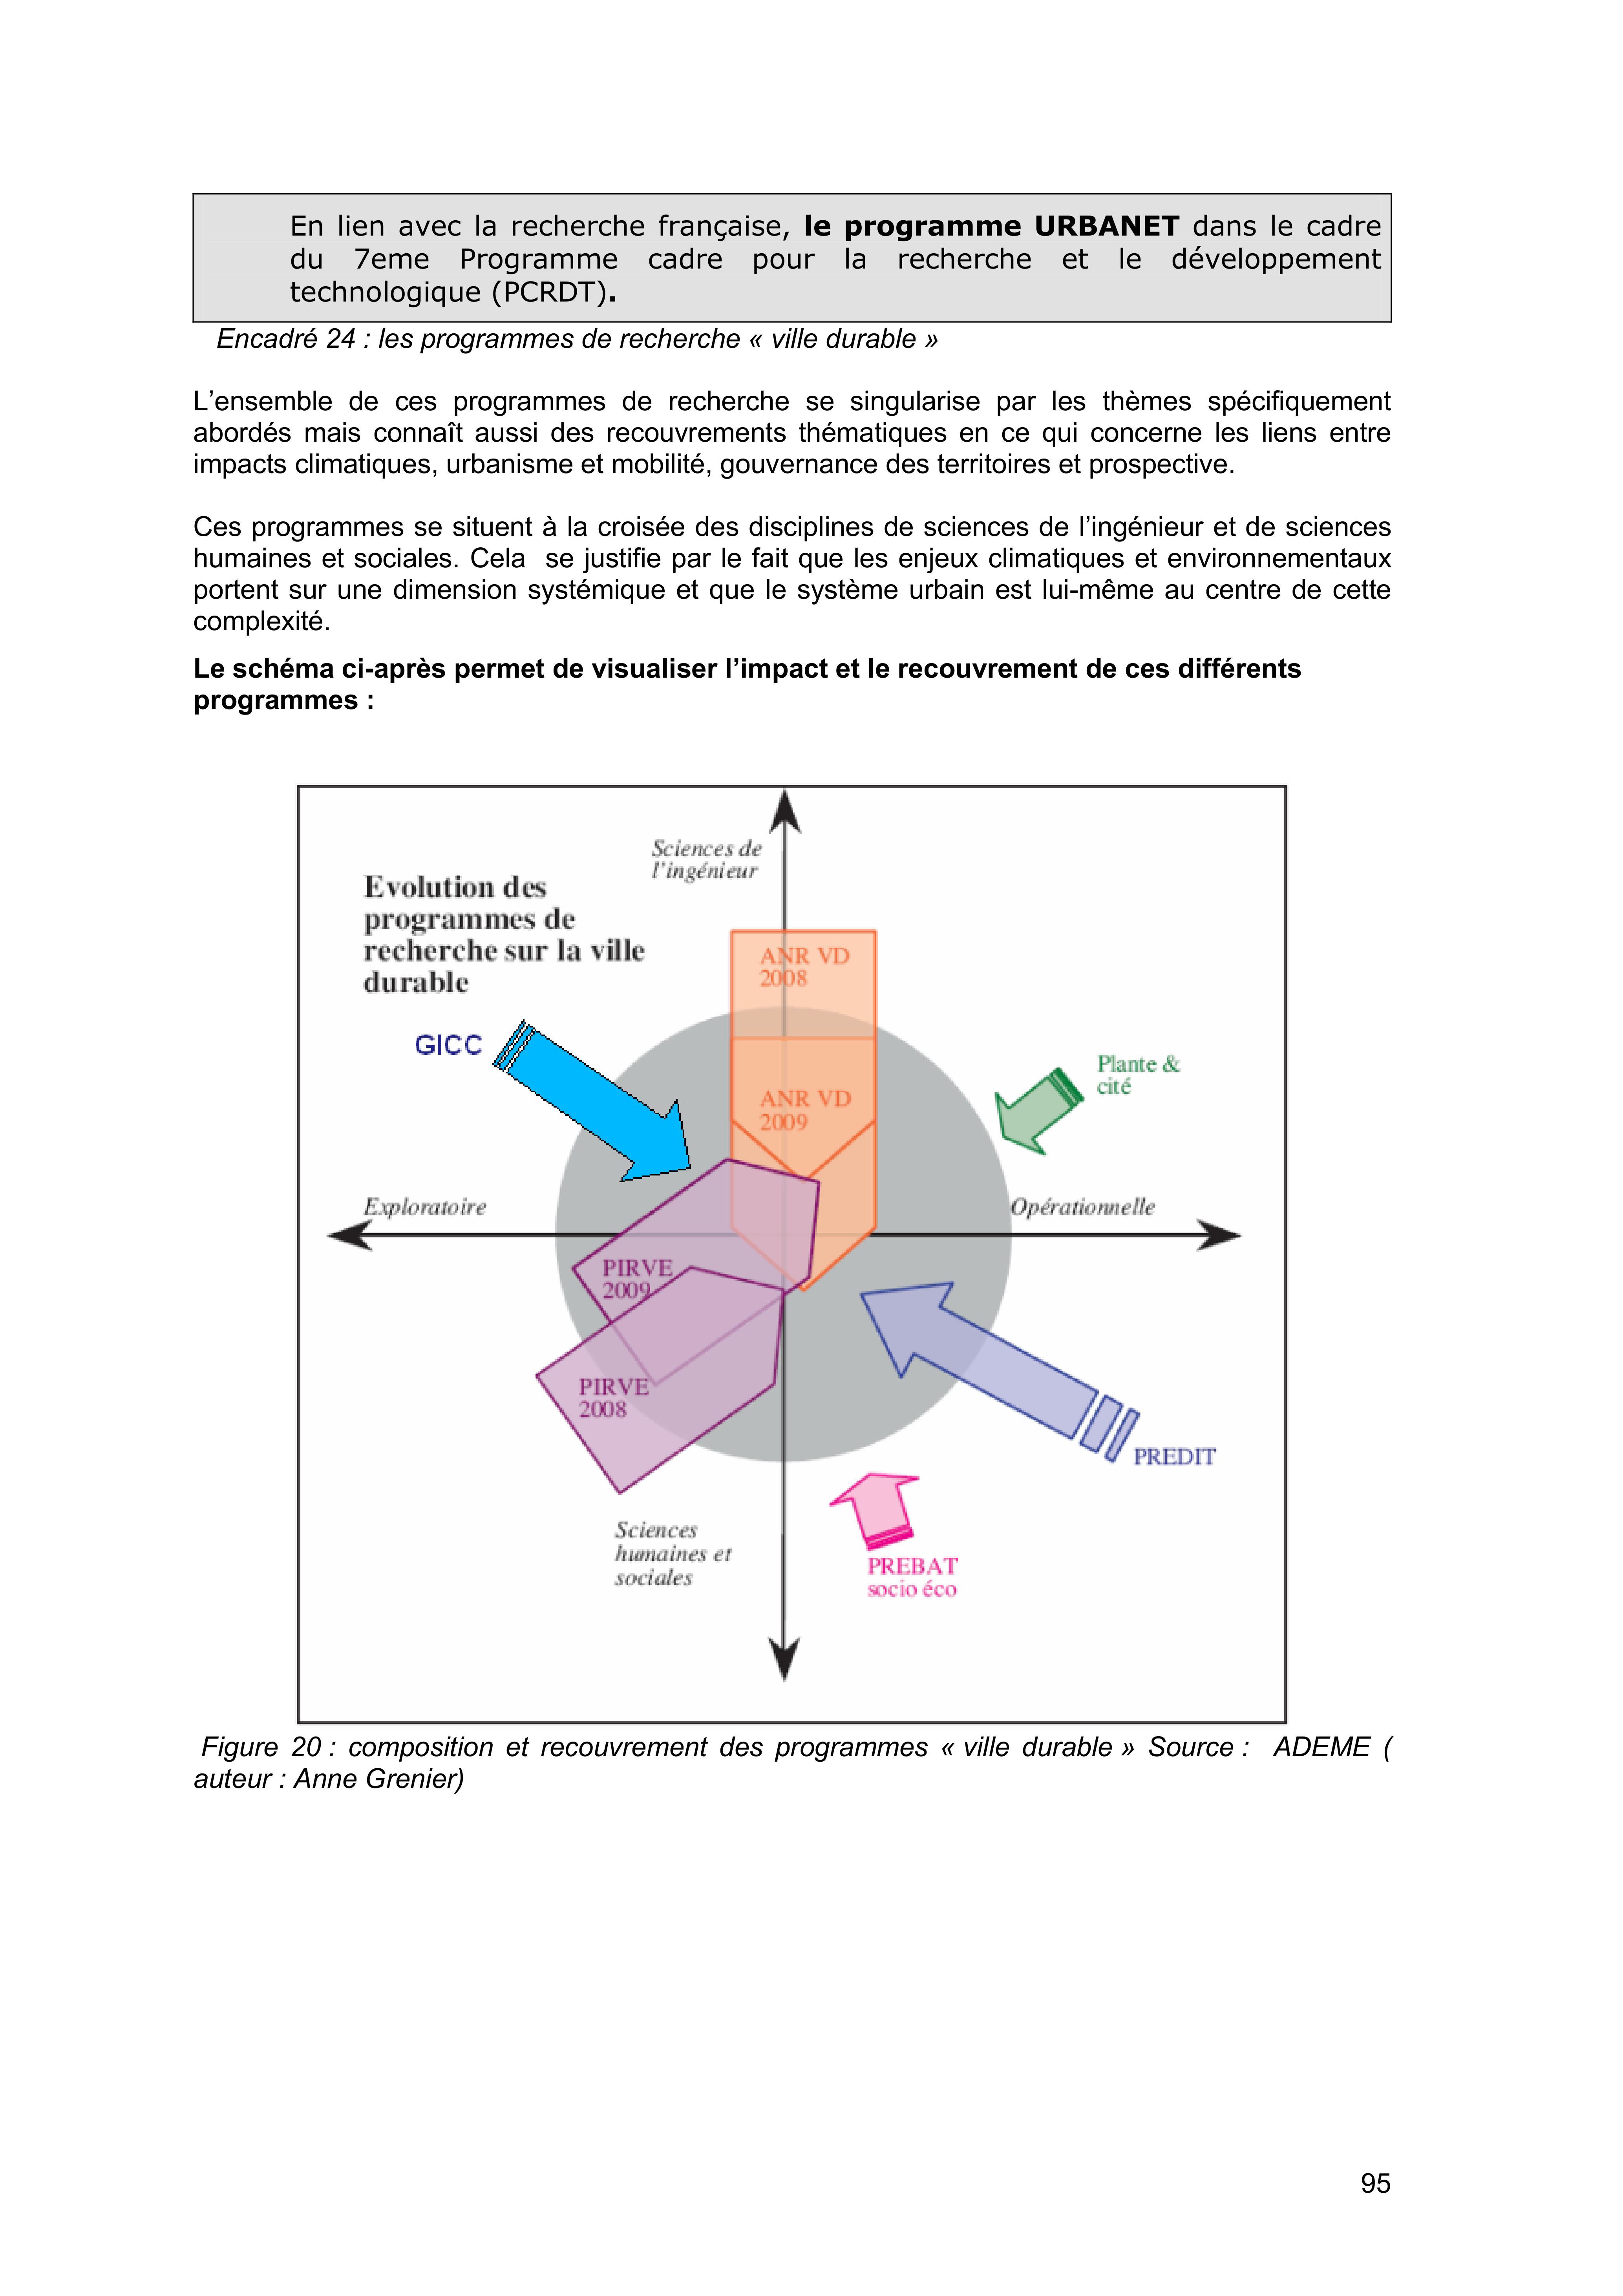 En lien avec la recherche française, le programme URBANET dans le cadre
du 7eme Programme cadre pour la recherche et le développement
technologique (PCRDT).
Encadré 24 : les programmes de recherche « ville durable »
L’ensemble de ces programmes de recherche se singularise par les thèmes spécifiquement
abordés mais connaît aussi des recouvrements thématiques en ce qui concerne les liens entre
impacts climatiques, urbanisme et mobilité, gouvernance des territoires et prospective.
Ces programmes se situent à la croisée des disciplines de sciences de l’ingénieur et de sciences
humaines et sociales. Cela se justifie par le fait que les enjeux climatiques et environnementaux
portent sur une dimension systémique et que le système urbain est lui-même au centre de cette
complexité.
Le schéma ci-après permet de visualiser l’impact et le recouvrement de ces différents
programmes :
Sciences de
l’ingénieur
Evolution des
programmes de
recherche sur la ville
durable
ANR VD
2008
GICC
Plante &
cité
ANR VD
2009
Exploratoire
Opérationnelle
PIRVE
2009
PIRVE
2008
PREDIT
Sciences
humaines et
sociales
PREBAT
socio éco
Figure 20 : composition et recouvrement des programmes « ville durable » Source : ADEME (
auteur : Anne Grenier)
95